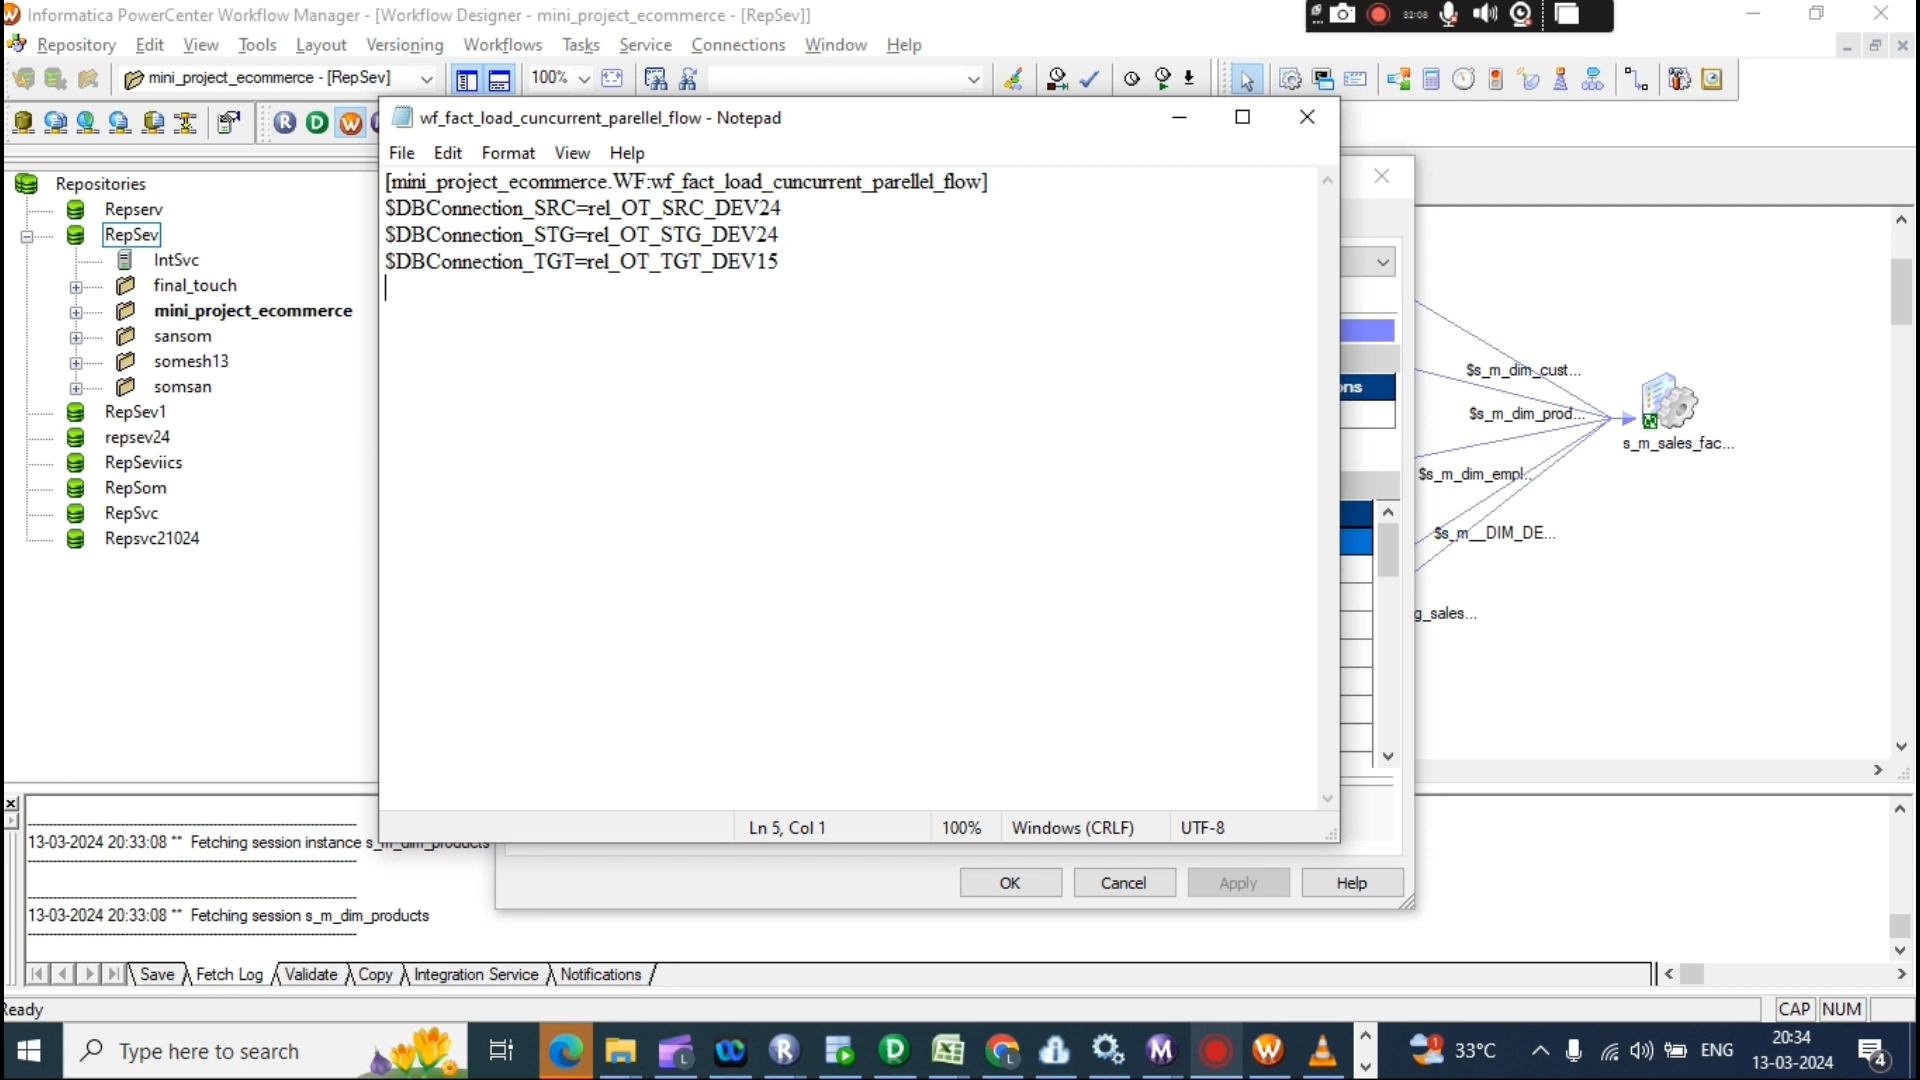 Informatica PowerCenter Workflow Manager - [Workflow Designer - mini_project_ecommerce - [RepSev]]
32:08
Repository Edit View Tools Layout Versioning Workflows Tasks Service Connections Window Help
mini_project_ecommerce - [RepSev]
100%
R D W
wf_fact_load_cuncurrent_parellel_flow - Notepad
File Edit Format View Help
[mini_project_ecommerce.WF:wf_fact_load_cuncurrent_parellel_flow]
$DBConnection_SRC=rel_OT_SRC_DEV24
$DBConnection_STG=rel_OT_STG_DEV24
$DBConnection_TGT=rel_OT_TGT_DEV15
Repositories
Repserv
RepSev
IntSvc
final_touch
mini_project_ecommerce
sansom
somesh13
somsan
RepSev1
repsev24
RepSeviics
RepSom
RepSvc
Repsvc21024
ons
$s_m_dim_cust...
$s_m_dim_prod...
s_m_sales_fac...
$s_m_dim_empl...
$s_m__DIM_DE...
g_sales...
Ln 5, Col 1 100% Windows (CRLF) UTF-8
OK Cancel Apply Help
13-03-2024 20:33:08 ** Fetching session instance s_m_dim_products
13-03-2024 20:33:08 ** Fetching session s_m_dim_products
Save Fetch Log Validate Copy Integration Service Notifications
Ready
CAP NUM
Type here to search
33°C
ENG
20:34
13-03-2024
4